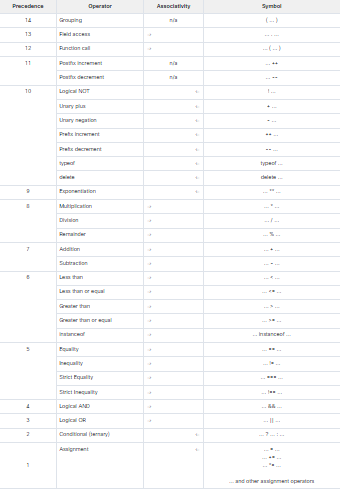 Precedence Operator Associativity Symbol
14 Grouping n/a ( … )
13 Field access → … . …
12 Function call → … ( … )
11 Postfix increment n/a … ++
Postfix decrement n/a … --
10 Logical NOT ← ! …
Unary plus ← + …
Unary negation ← - …
Prefix increment ← ++ …
Prefix decrement ← -- …
typeof ← typeof …
delete ← delete …
9 Exponentiation ← … ** …
8 Multiplication → … * …
Division → … / …
Remainder → … % …
7 Addition → … + …
Subtraction → … - …
6 Less than → … < …
Less than or equal → … <= …
Greater than → … > …
Greater than or equal → … >= …
instanceof → … instanceof …
5 Equality → … == …
Inequality → … != …
Strict Equality → … === …
Strict Inequality → … !== …
4 Logical AND → … && …
3 Logical OR → … || …
2 Conditional (ternary) ← … ? … : …
1 Assignment ← … = …
… += …
… *= …
… and other assignment operators